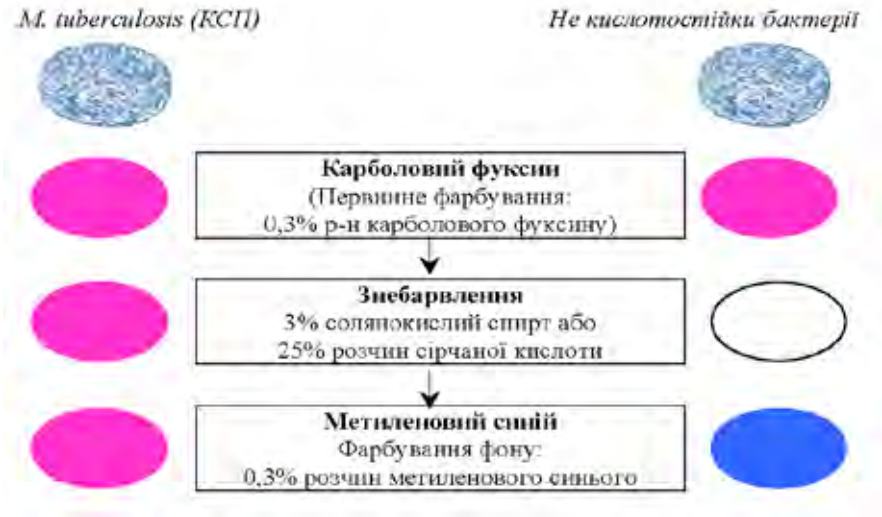 M. tuberculosis (КСП)
Не кислотостійки бактерії
Карболовий фуксин
(Первинне фарбування:
0,3% р-н карболового фуксину)
Знебарвлення
3% солянокислий спирт або
25% розчин сірчаної кислоти
Метиленовий синій
Фарбування фону:
0,3% розчин метиленового синього